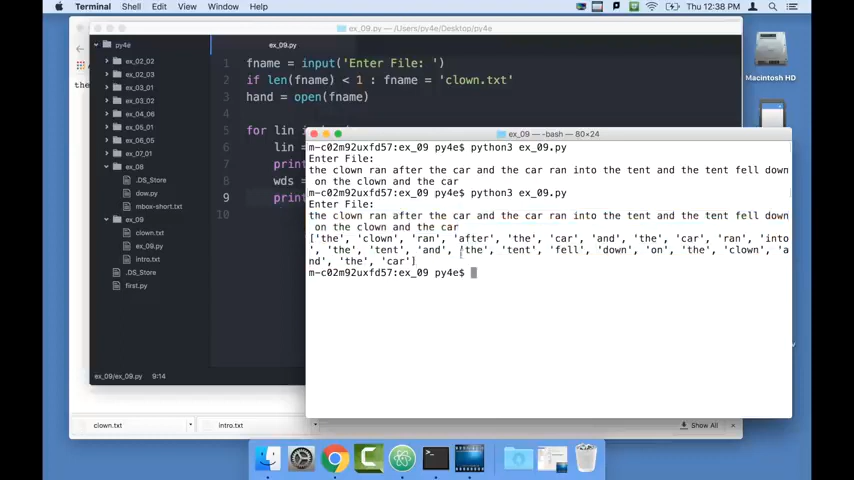 Terminal Shell Edit View Window Help
Thu 12:38 PM
ex_09.py — /Users/py4e/Desktop/py4e
Macintosh HD
py4e
ex_02_02
ex_02_03
ex_03_01
ex_03_02
ex_04_06
ex_05_01
ex_06_05
ex_07_01
ex_08
.DS_Store
dow.py
mbox-short.txt
ex_09
clown.txt
ex_09.py
intro.txt
.DS_Store
first.py
ex_09.py
1 fname = input('Enter File: ')
2 if len(fname) < 1 : fname = 'clown.txt'
3 hand = open(fname)
4
5 for lin
6 lin =
7 print
8 wds =
9 print
10
ex_09/ex_09.py 9:14
ex_09 — -bash — 80×24
m-c02m92uxfd57:ex_09 py4e$ python3 ex_09.py
Enter File:
the clown ran after the car and the car ran into the tent and the tent fell down
on the clown and the car
m-c02m92uxfd57:ex_09 py4e$ python3 ex_09.py
Enter File:
the clown ran after the car and the car ran into the tent and the tent fell down
on the clown and the car
['the', 'clown', 'ran', 'after', 'the', 'car', 'and', 'the', 'car', 'ran', 'into
', 'the', 'tent', 'and', 'the', 'tent', 'fell', 'down', 'on', 'the', 'clown', 'a
nd', 'the', 'car']
m-c02m92uxfd57:ex_09 py4e$
clown.txt
intro.txt
Show All